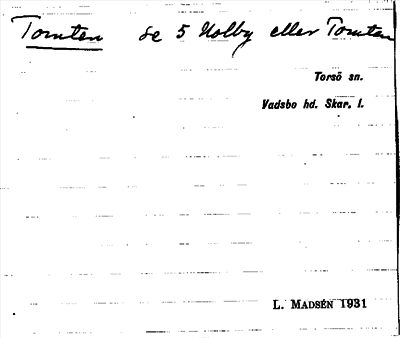 Tomten se 5 Holby eller Tomten
Torsö sn.
Vadsbo hd. Skar. l.
L. MADSÉN 1931